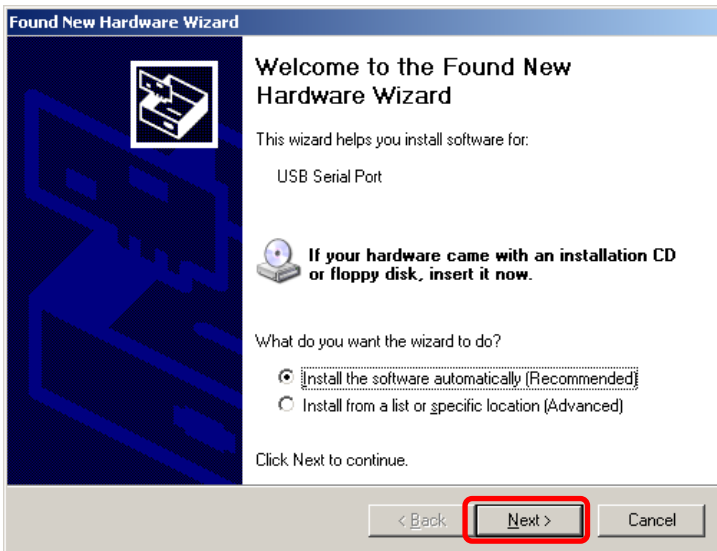 Found New Hardware Wizard
Welcome to the Found New
Hardware Wizard
This wizard helps you install software for:
USB Serial Port
If your hardware came with an installation CD
or floppy disk, insert it now.
What do you want the wizard to do?
Install the software automatically (Recommended)
Install from a list or specific location (Advanced)
Click Next to continue.
< Back Next > Cancel